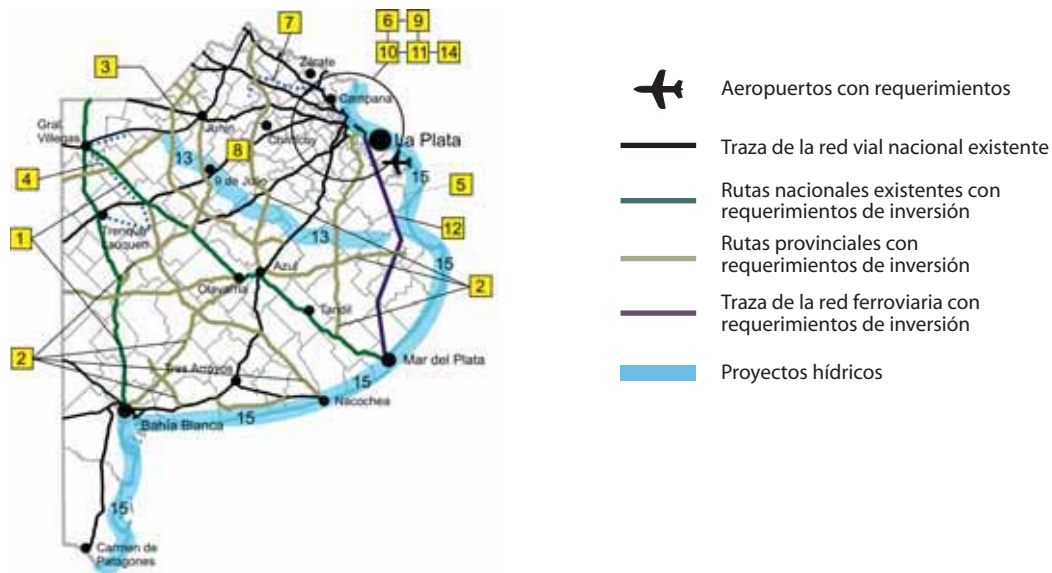 6 9
7
10 11 14
3
Zárate
Campana
Gral.
Villegas
Junín
Chivilcoy
La Plata
8
13
4
9 de Julio
15
5
Trenque
Lauquen
12
1
13
15
Azul
Olavarría
2
Tandil
2
Mar del Plata
Tres Arroyos
15
Necochea
15
Bahía Blanca
15
Carmen de
Patagones
Aeropuertos con requerimientos
Traza de la red vial nacional existente
Rutas nacionales existentes con
requerimientos de inversión
Rutas provinciales con
requerimientos de inversión
Traza de la red ferroviaria con
requerimientos de inversión
Proyectos hídricos